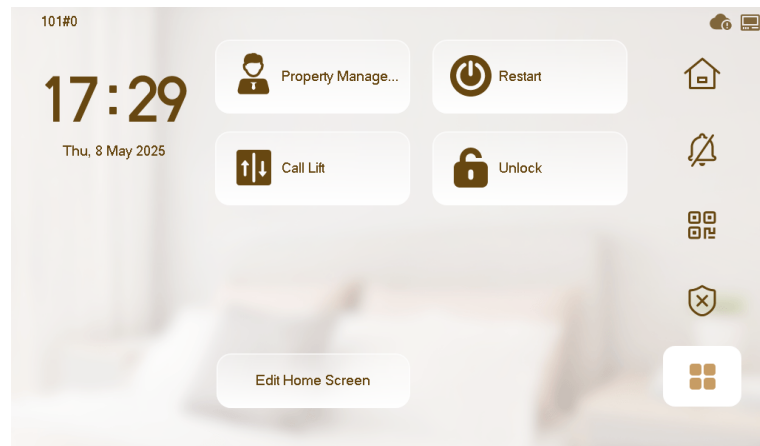 101#0
17:29
Thu, 8 May 2025
Property Manage...
Restart
Call Lift
Unlock
Edit Home Screen